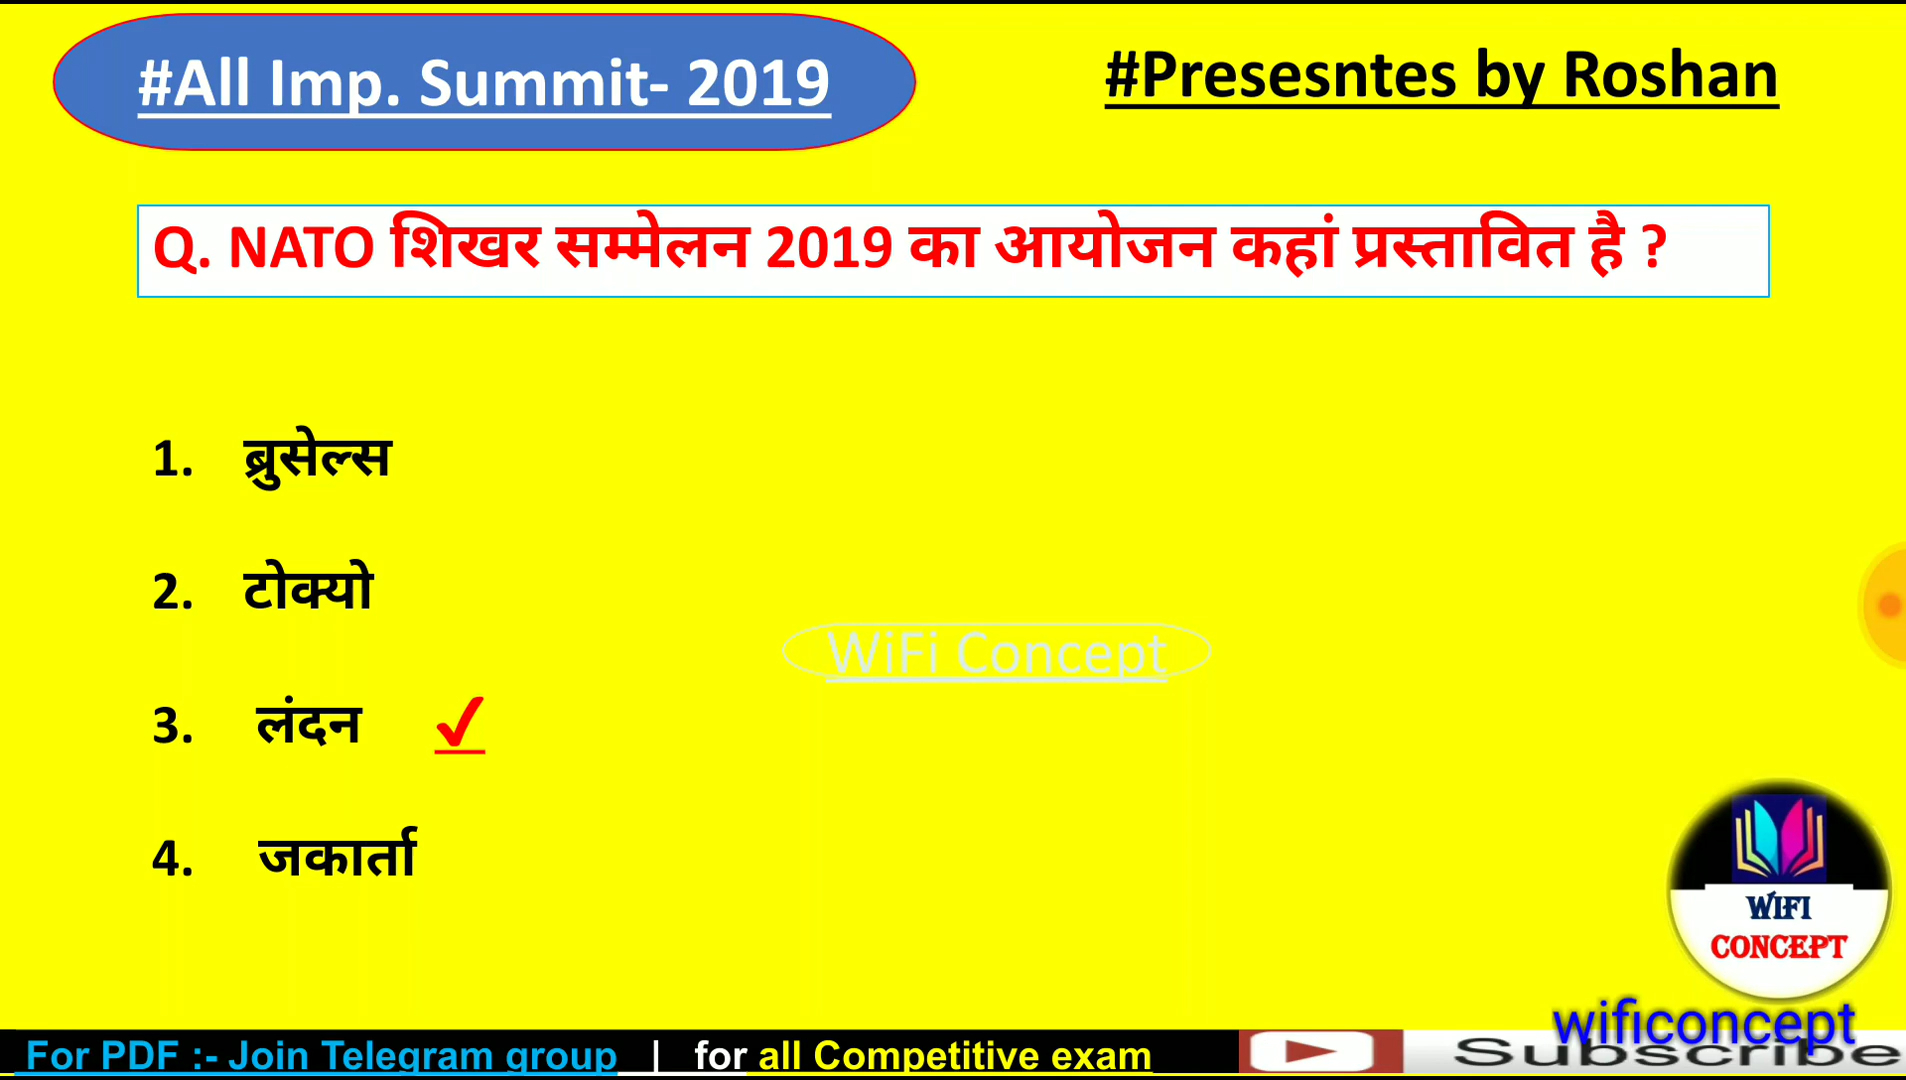 #All Imp. Summit- 2019
#Presesntes by Roshan
Q. NATO शिखर सम्मेलन 2019 का आयोजन कहां प्रस्तावित है ?
1. ब्रुसेल्स
2. टोक्यो
WiFi Concept
3. लंदन ✓
4. जकार्ता
WIFI
CONCEPT
wificoncept
For PDF :- Join Telegram group | for all Competitive exam
Subscribe